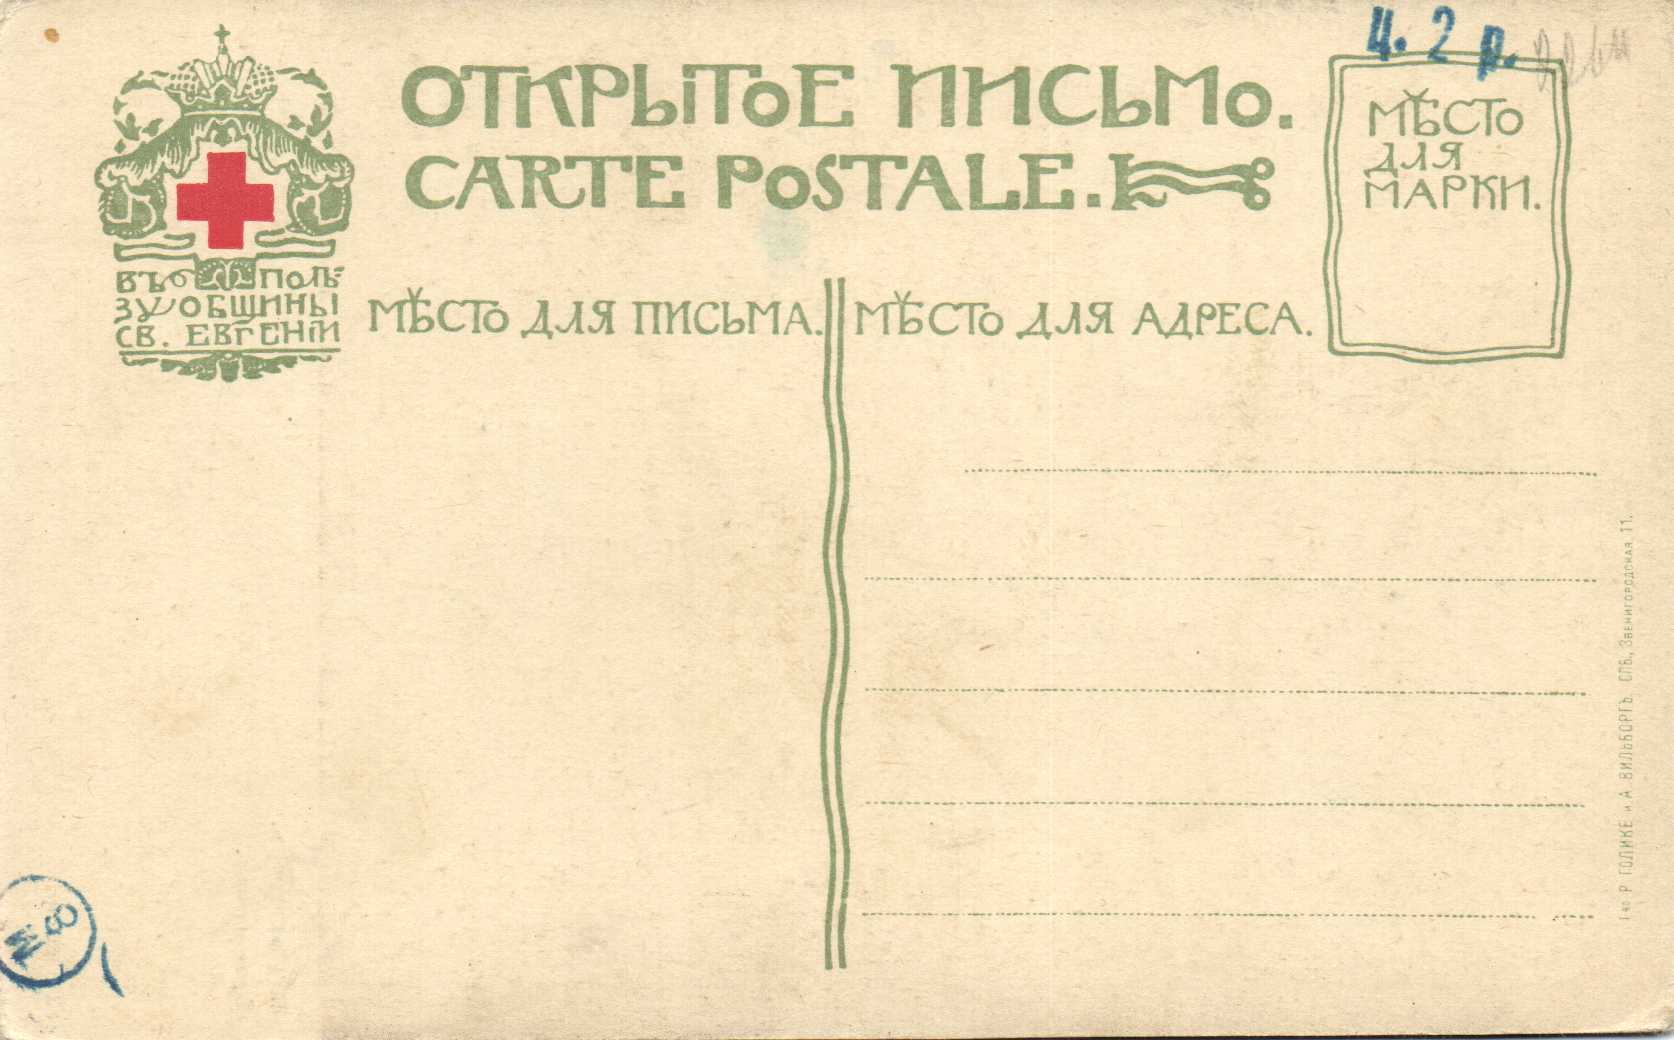 ОТКРЫТОЕ ПИСЬМО.
CARTE POSTALE.
Ц. 2 р.
МѢСТО
ДЛЯ
МАРКИ.
ВЪ ПОЛЬ-
ЗУ ОБЩИНЫ
СВ. ЕВГЕНІИ
МѢСТО ДЛЯ ПИСЬМА.
МѢСТО ДЛЯ АДРЕСА.
Т-во Р. ГОЛИКЕ и А. ВИЛЬБОРГЪ. СПБ., Звенигородская 11.